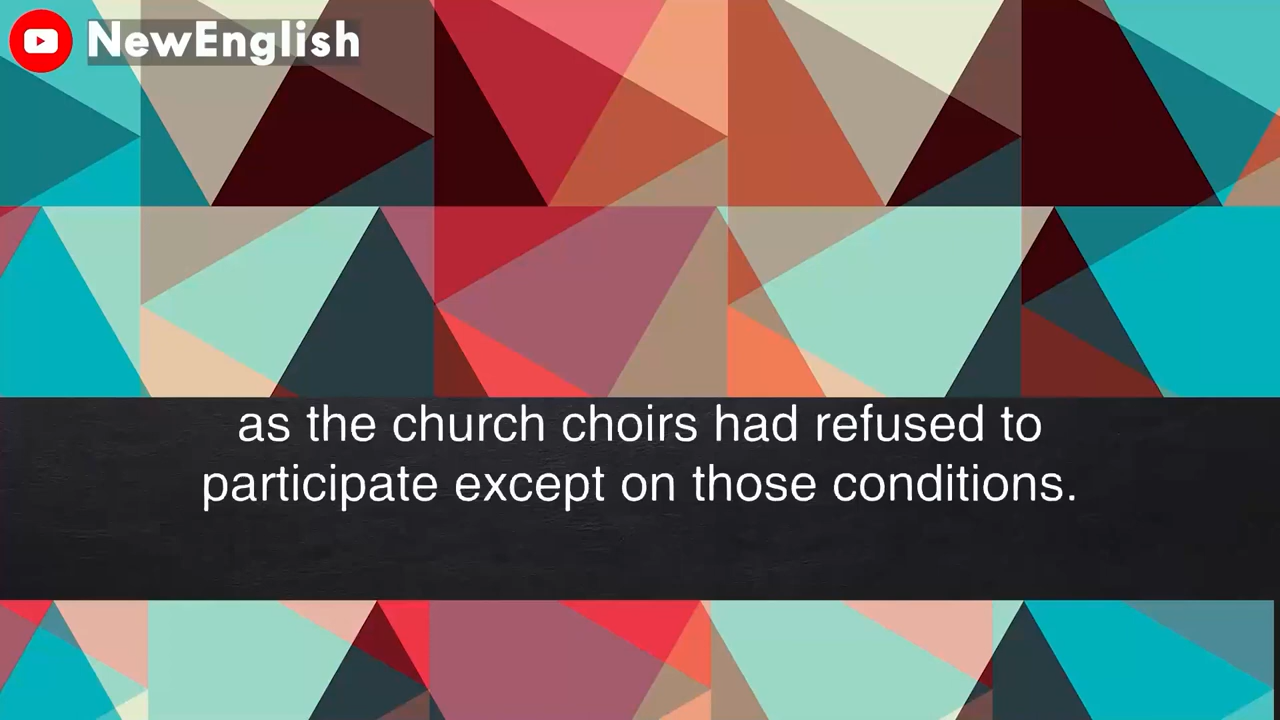 NewEnglish
as the church choirs had refused to
participate except on those conditions.